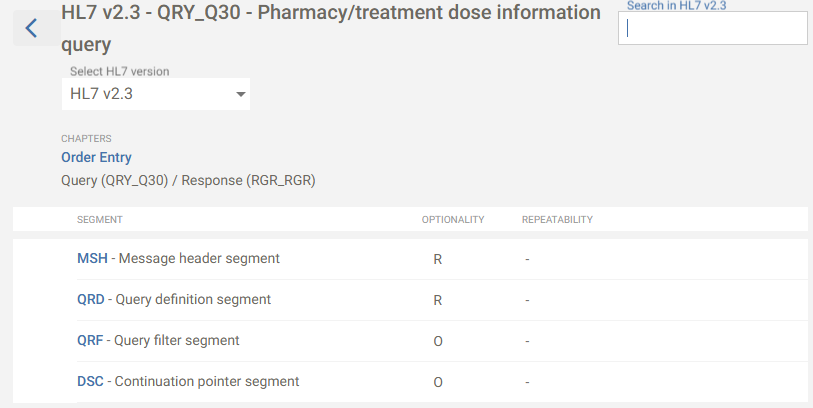 HL7 v2.3 - QRY_Q30 - Pharmacy/treatment dose information
query
Search in HL7 v2.3
Select HL7 version
HL7 v2.3
CHAPTERS
Order Entry
Query (QRY_Q30) / Response (RGR_RGR)
SEGMENT OPTIONALITY REPEATABILITY
MSH - Message header segment R -
QRD - Query definition segment R -
QRF - Query filter segment O -
DSC - Continuation pointer segment O -